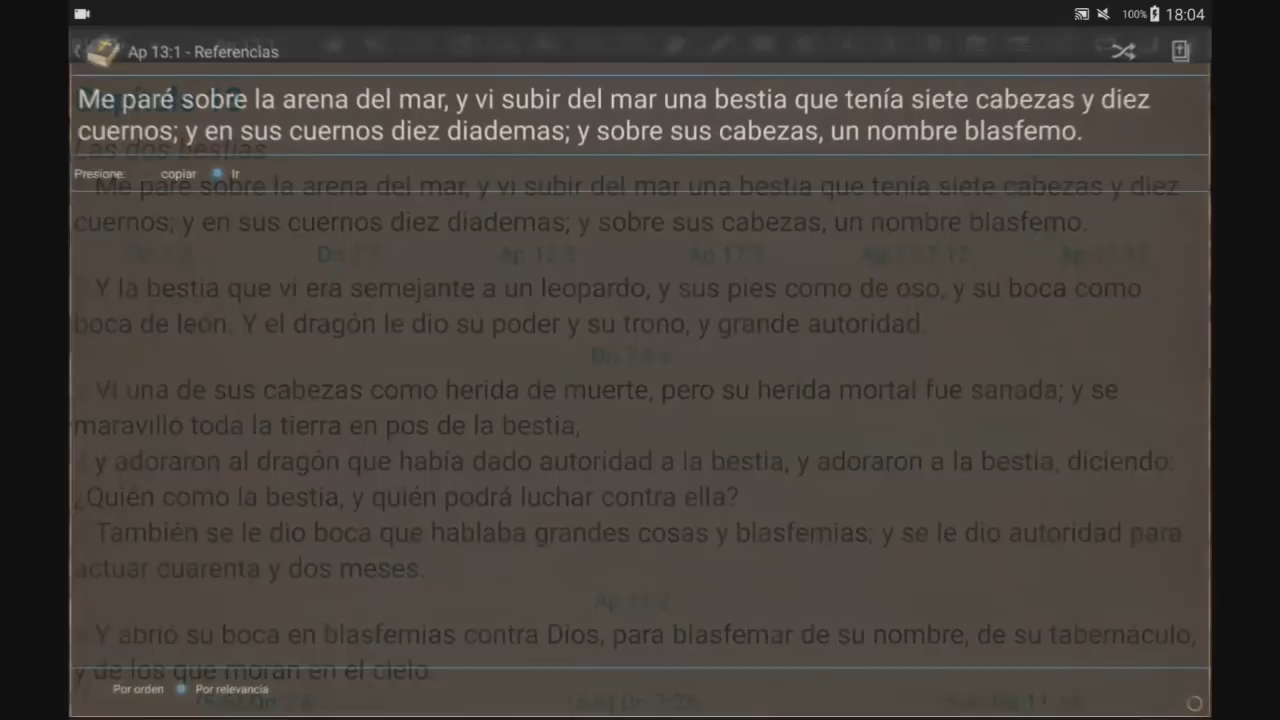 100% 18:04
Ap 13:1 - Referencias
Me paré sobre la arena del mar, y vi subir del mar una bestia que tenía siete cabezas y diez
cuernos; y en sus cuernos diez diademas; y sobre sus cabezas, un nombre blasfemo.
Las dos bestias
Presione: copiar Ir
Me paré sobre la arena del mar, y vi subir del mar una bestia que tenía siete cabezas y diez
cuernos; y en sus cuernos diez diademas; y sobre sus cabezas, un nombre blasfemo.
Y la bestia que vi era semejante a un leopardo, y sus pies como de oso, y su boca como
boca de león. Y el dragón le dio su poder y su trono, y grande autoridad.
Vi una de sus cabezas como herida de muerte, pero su herida mortal fue sanada; y se
maravilló toda la tierra en pos de la bestia,
y adoraron al dragón que había dado autoridad a la bestia, y adoraron a la bestia, diciendo:
¿Quién como la bestia, y quién podrá luchar contra ella?
También se le dio boca que hablaba grandes cosas y blasfemias; y se le dio autoridad para
actuar cuarenta y dos meses.
Ap 11:2
Y abrió su boca en blasfemias contra Dios, para blasfemar de su nombre, de su tabernáculo,
y de los que moran en el cielo.
Por orden Por relevancia